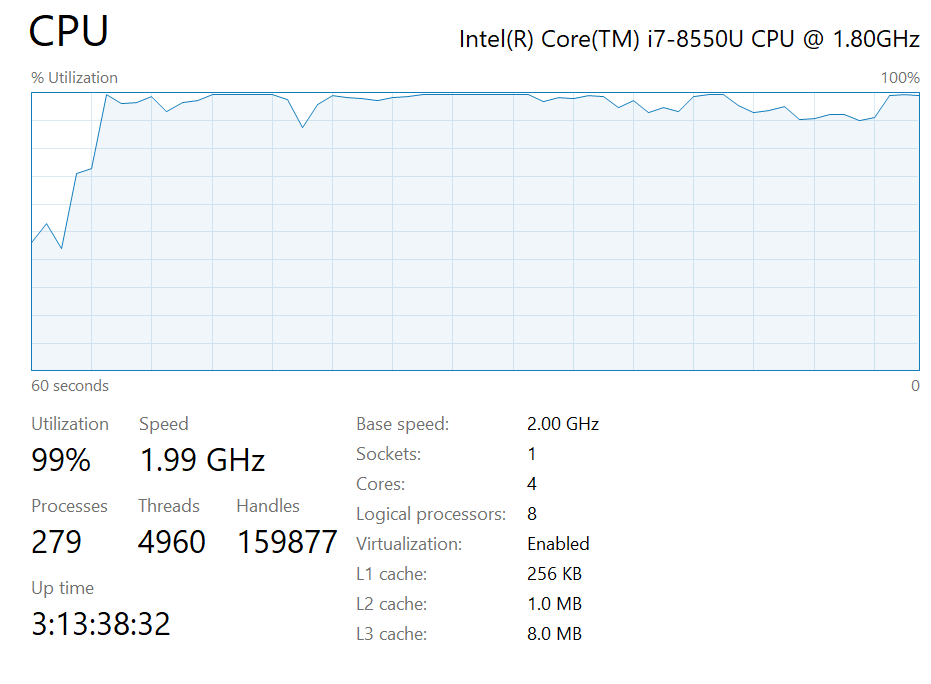 CPU
Intel(R) Core(TM) i7-8550U CPU @ 1.80GHz
% Utilization
100%
60 seconds
0
Utilization
Speed
99%
1.99 GHz
Processes
Threads
Handles
279
4960
159877
Up time
3:13:38:32
Base speed: 2.00 GHz
Sockets: 1
Cores: 4
Logical processors: 8
Virtualization: Enabled
L1 cache: 256 KB
L2 cache: 1.0 MB
L3 cache: 8.0 MB